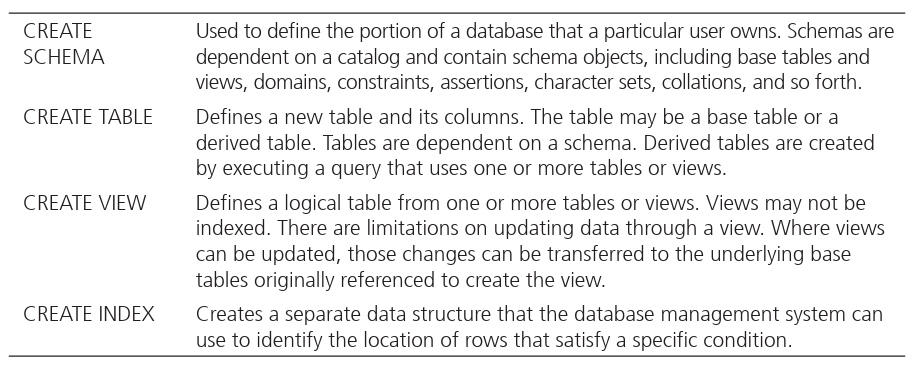 CREATE
SCHEMA
Used to define the portion of a database that a particular user owns. Schemas are
dependent on a catalog and contain schema objects, including base tables and
views, domains, constraints, assertions, character sets, collations, and so forth.
CREATE TABLE
Defines a new table and its columns. The table may be a base table or a
derived table. Tables are dependent on a schema. Derived tables are created
by executing a query that uses one or more tables or views.
CREATE VIEW
Defines a logical table from one or more tables or views. Views may not be
indexed. There are limitations on updating data through a view. Where views
can be updated, those changes can be transferred to the underlying base
tables originally referenced to create the view.
CREATE INDEX
Creates a separate data structure that the database management system can
use to identify the location of rows that satisfy a specific condition.